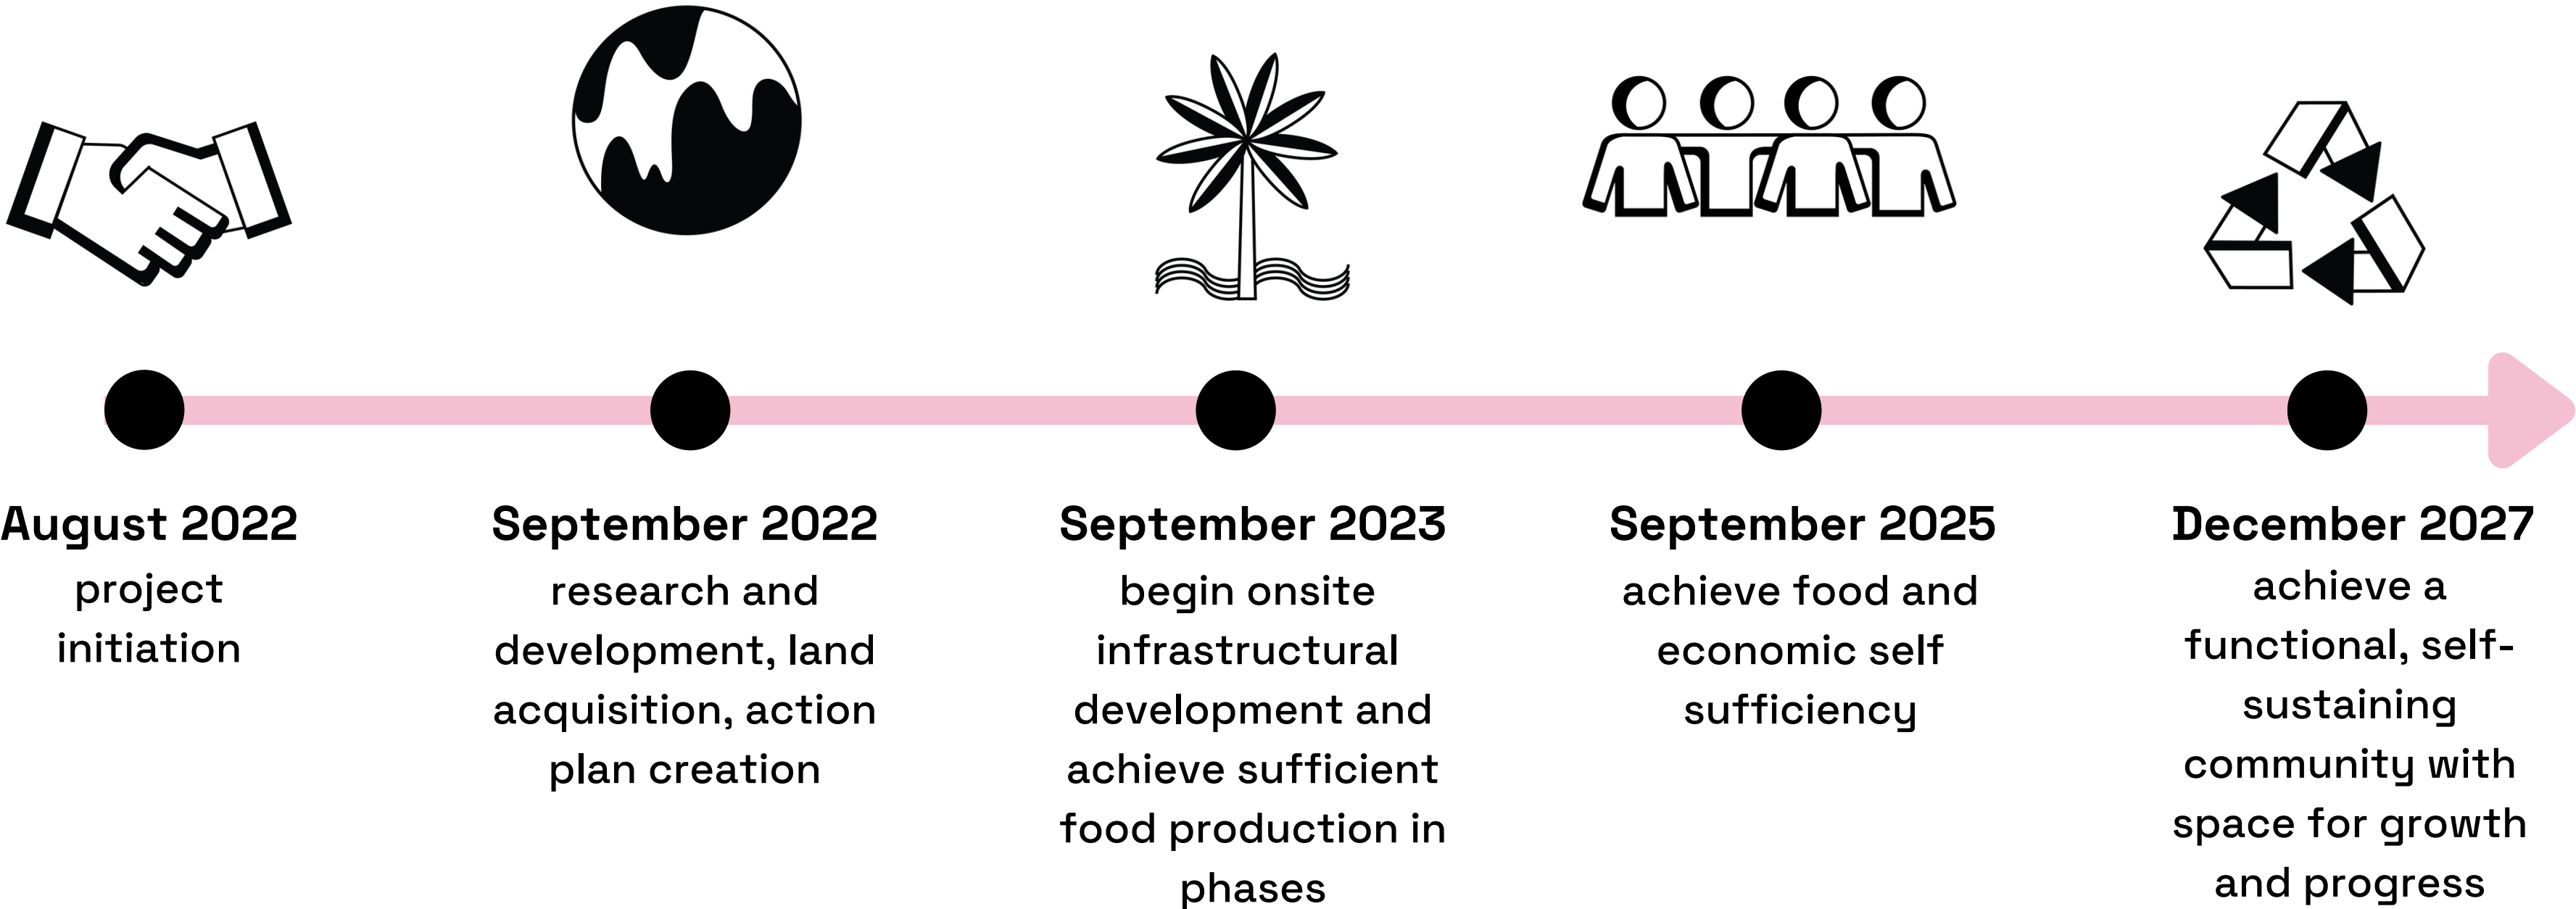 August 2022
project
initiation
September 2022
research and
development, land
acquisition, action
plan creation
September 2023
begin onsite
infrastructural
development and
achieve sufficient
food production in
phases
September 2025
achieve food and
economic self
sufficiency
December 2027
achieve a
functional, self-
sustaining
community with
space for growth
and progress